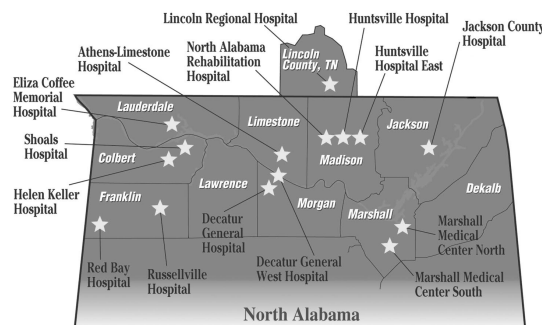 Lincoln Regional Hospital
Huntsville Hospital
Jackson County
Hospital
Athens-Limestone
Hospital
North Alabama
Rehabilitation
Hospital
Lincoln
County, TN
Huntsville
Hospital East
Eliza Coffee
Memorial
Hospital
Lauderdale
Limestone
Madison
Jackson
Shoals
Hospital
Colbert
Lawrence
Dekalb
Helen Keller
Hospital
Franklin
Morgan
Marshall
Decatur
General
Hospital
Marshall
Medical
Center North
Red Bay
Hospital
Russellville
Hospital
Decatur General
West Hospital
Marshall Medical
Center South
North Alabama